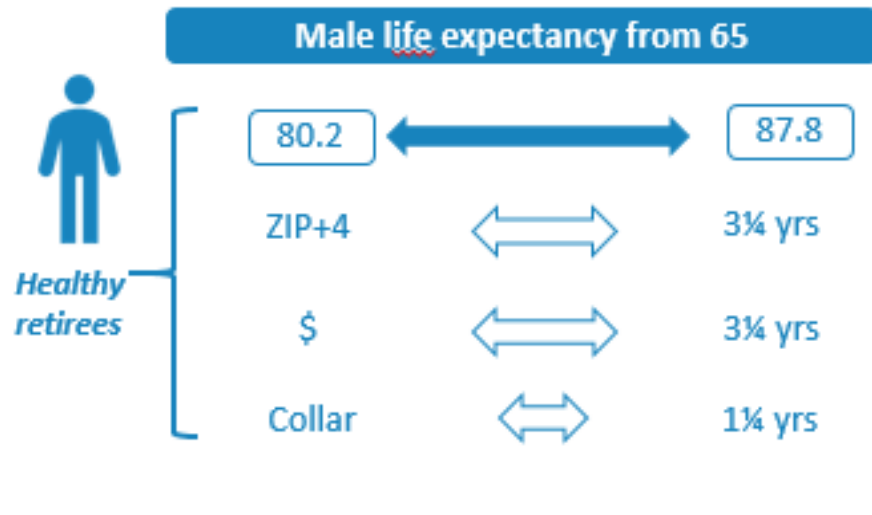 Male life expectancy from 65
80.2 87.8
ZIP+4 3¼ yrs
Healthy
retirees
$ 3¼ yrs
Collar 1¼ yrs